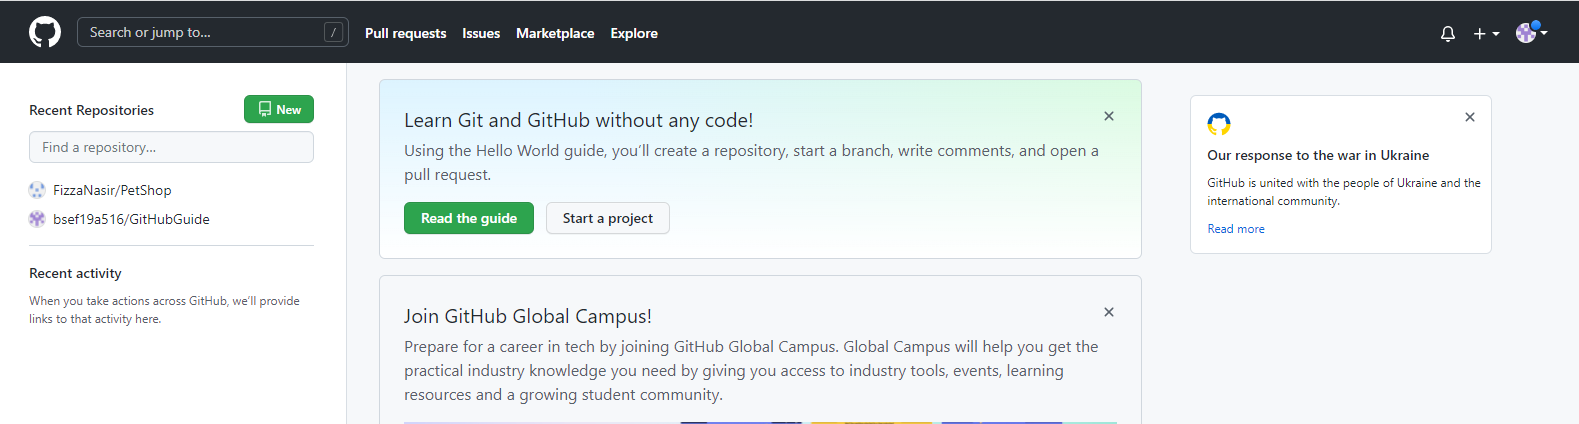 Search or jump to...
/
Pull requests
Issues
Marketplace
Explore
Recent Repositories
New
Find a repository...
FizzaNasir/PetShop
bsef19a516/GitHubGuide
Recent activity
When you take actions across GitHub, we'll provide
links to that activity here.
Learn Git and GitHub without any code!
Using the Hello World guide, you'll create a repository, start a branch, write comments, and open a
pull request.
Read the guide
Start a project
Join GitHub Global Campus!
Prepare for a career in tech by joining GitHub Global Campus. Global Campus will help you get the
practical industry knowledge you need by giving you access to industry tools, events, learning
resources and a growing student community.
Our response to the war in Ukraine
GitHub is united with the people of Ukraine and the
international community.
Read more